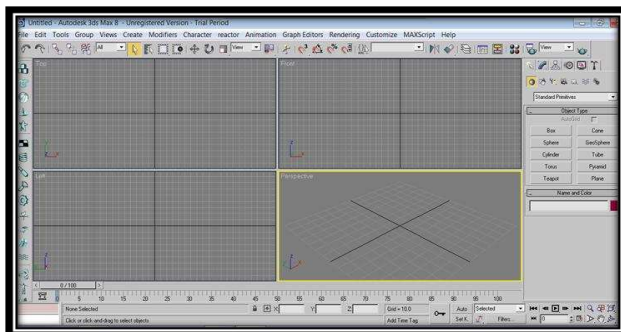 Untitled - Autodesk 3ds Max 8 - Unregistered Version - Trial Period
File Edit Tools Group Views Create Modifiers Character reactor Animation Graph Editors Rendering Customize MAXScript Help
All View View
Top
Front
Left
Perspective
Standard Primitives
- Object Type
AutoGrid
Box Cone
Sphere GeoSphere
Cylinder Tube
Torus Pyramid
Teapot Plane
- Name and Color
< 0 / 100 >
0 5 10 15 20 25 30 35 40 45 50 55 60 65 70 75 80 85 90 95 100
None Selected X: Y: Z: Grid = 10.0 Auto Selected
Click or click-and-drag to select objects Add Time Tag Set K. Filters... 0